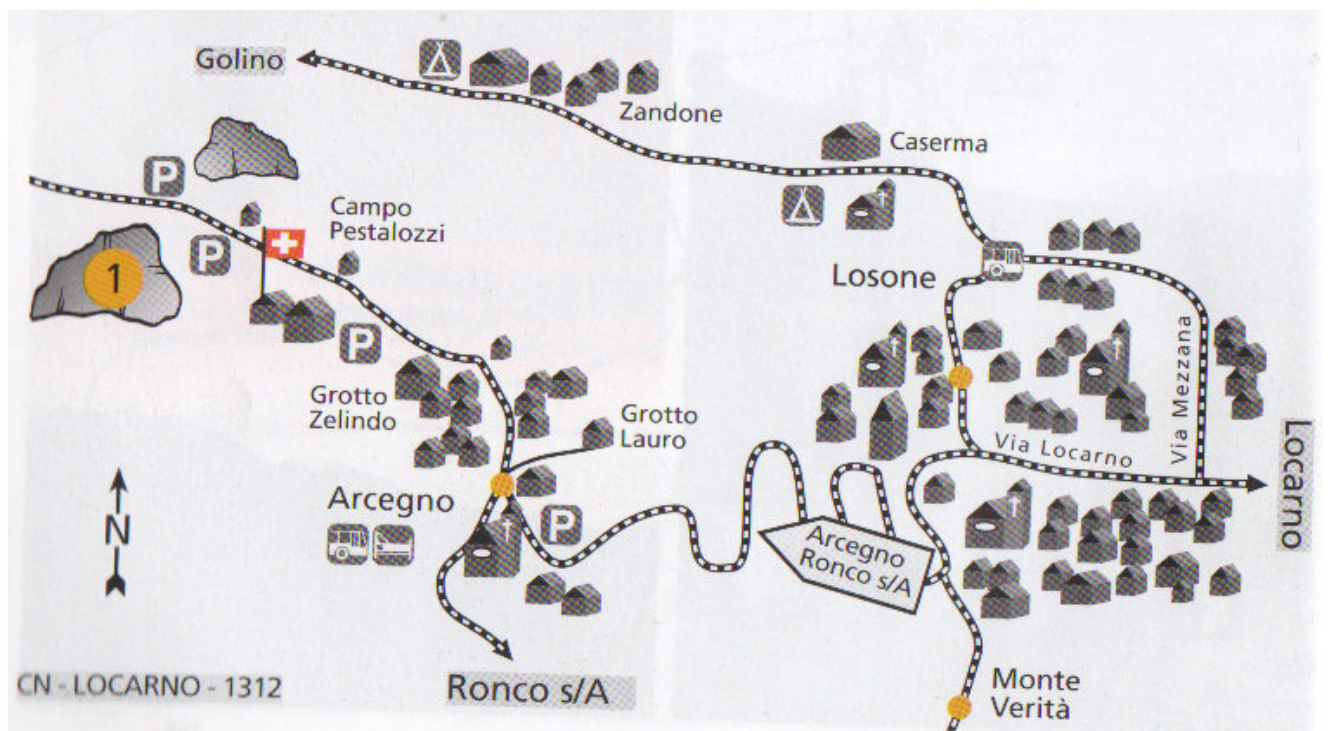 Golino
Zandone
Caserma
P
Campo
Pestalozzi
P
1
Losone
P
Via Mezzana
Grotto
Zelindo
Grotto
Lauro
Via Locarno
Locarno
Arcegno
P
N
Arcegno
Ronco s/A
CN - LOCARNO - 1312
Ronco s/A
Monte
Verità